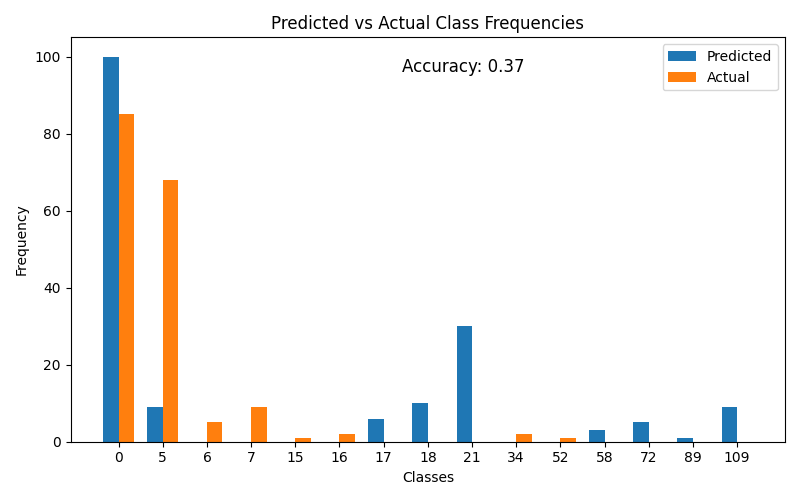 Predicted vs Actual Class Frequencies
Accuracy: 0.37
Predicted
Actual
Frequency
100
80
60
40
20
0
0 5 6 7 15 16 17 18 21 34 52 58 72 89 109
Classes